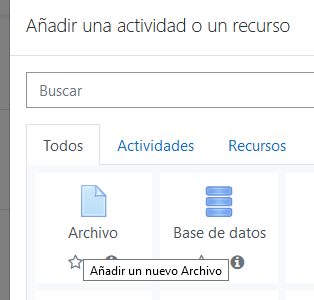 Añadir una actividad o un recurso
Buscar
Todos
Actividades
Recursos
Archivo
Base de datos
Añadir un nuevo Archivo